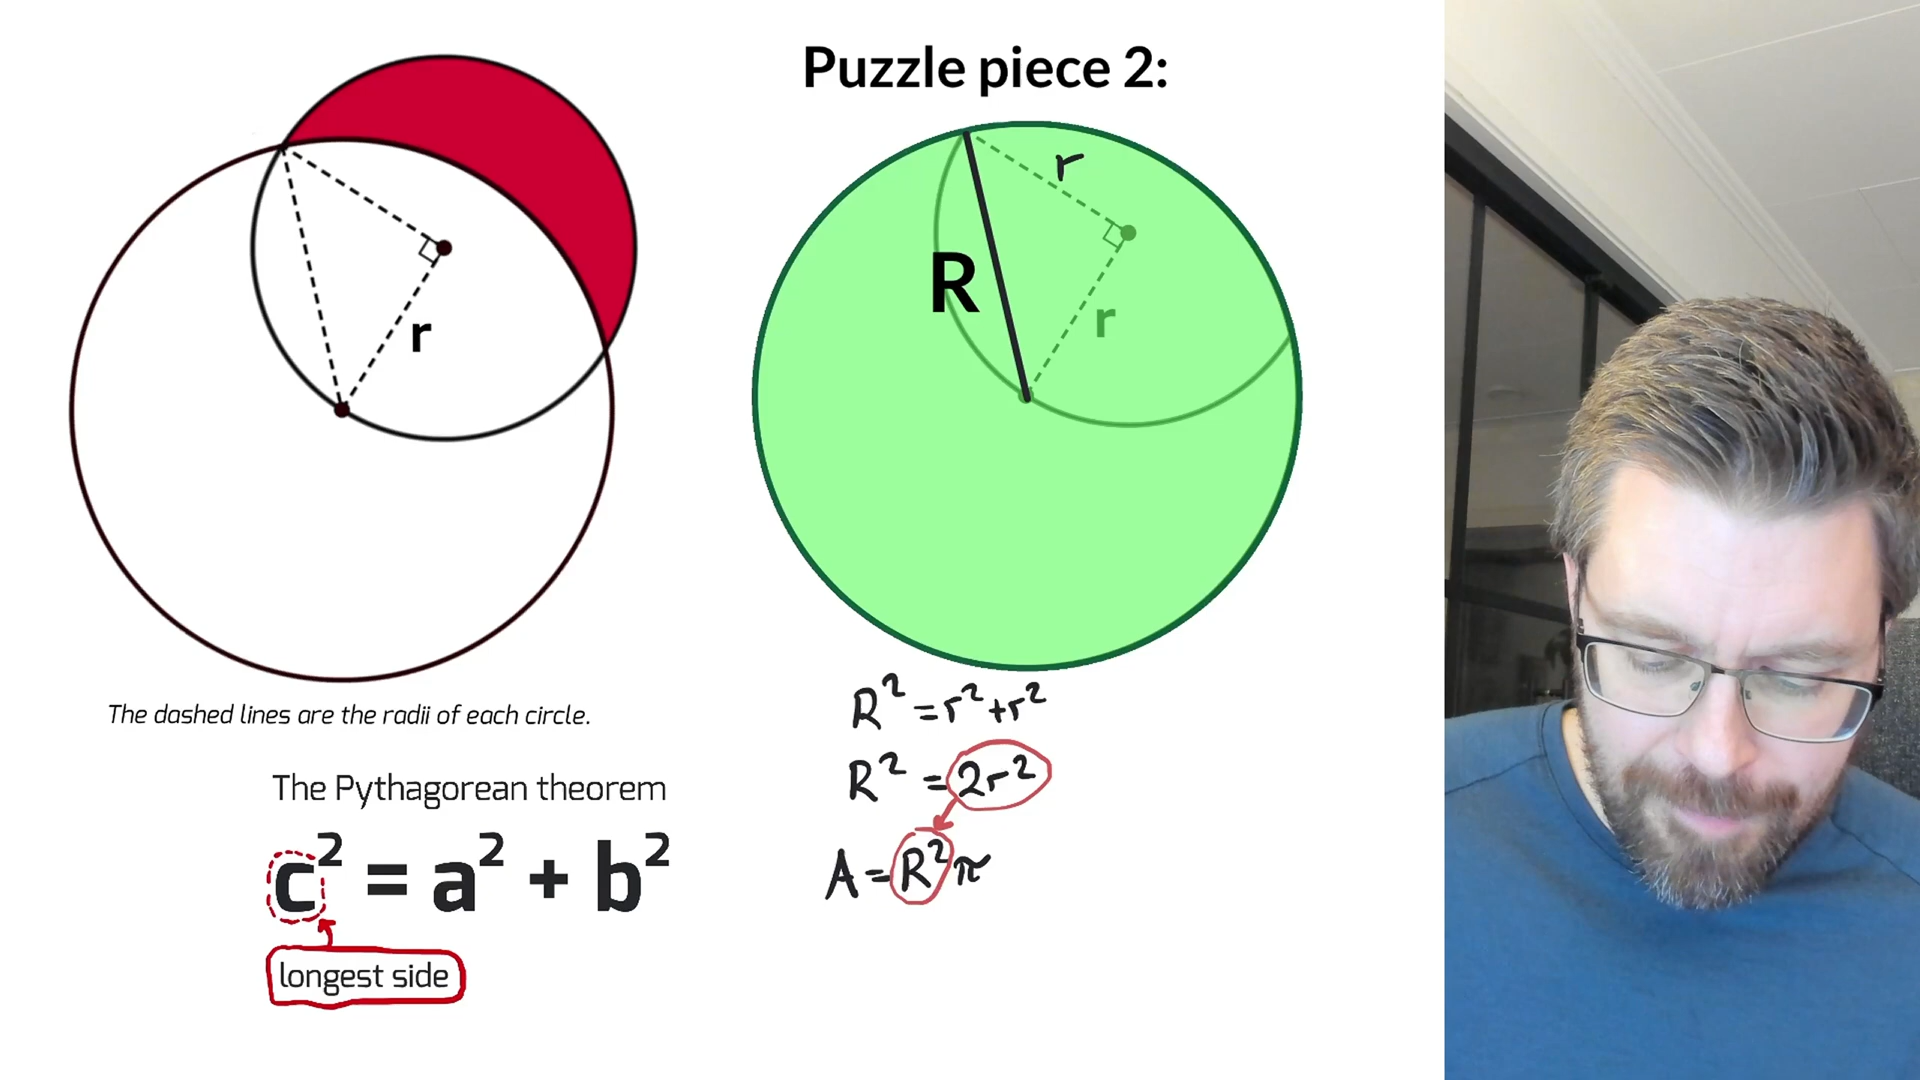 r
The dashed lines are the radii of each circle.
The Pythagorean theorem
c² = a² + b²
longest side
Puzzle piece 2:
r
R
r
R² = r² + r²
R² = 2r²
A = R²π